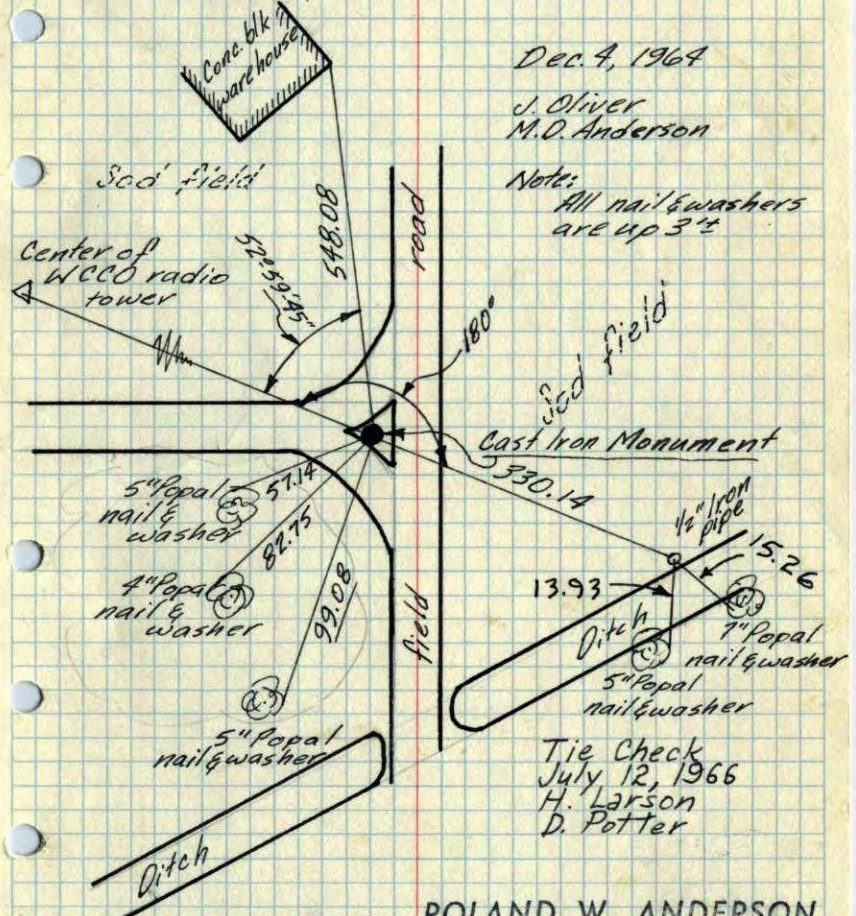 Conc. blk
warehouse
Dec. 4, 1964
J. Oliver
M.D. Anderson
Sod field
Note:
All nail & washers
are up 3'±
548.08
road
Center of
WCCO radio
tower
52°59'45"
180°
Sod field
Cast Iron Monument
330.14
5" Popal
nail &
washer
57.14
82.75
1/2" Iron
pipe
15.26
13.93
4" Popal
nail &
washer
99.08
field
Ditch
7" Popal
nail & washer
5" Popal
nail & washer
5" Popal
nail & washer
Tie Check
July 12, 1966
H. Larson
D. Potter
Ditch
ROLAND W. ANDERSON